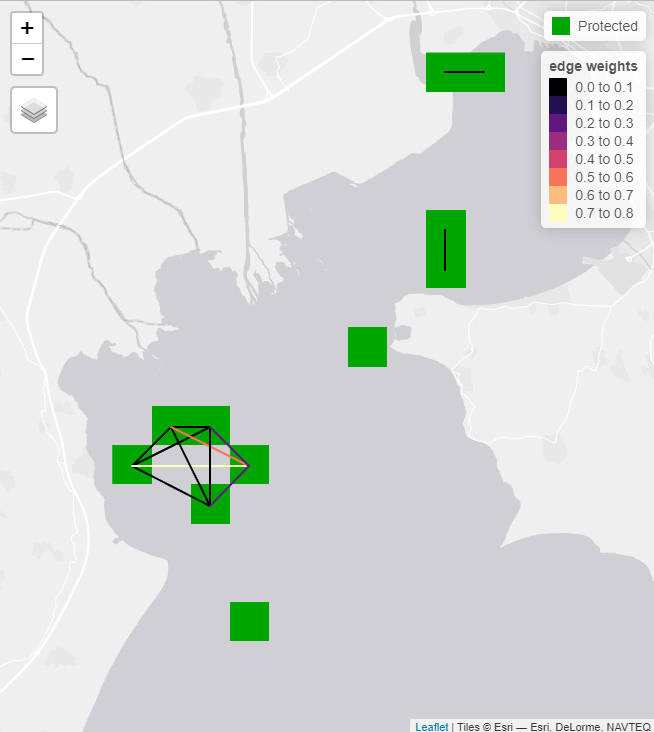 +
−
Protected
edge weights
0.0 to 0.1
0.1 to 0.2
0.2 to 0.3
0.3 to 0.4
0.4 to 0.5
0.5 to 0.6
0.6 to 0.7
0.7 to 0.8
Leaflet | Tiles © Esri — Esri, DeLorme, NAVTEQ